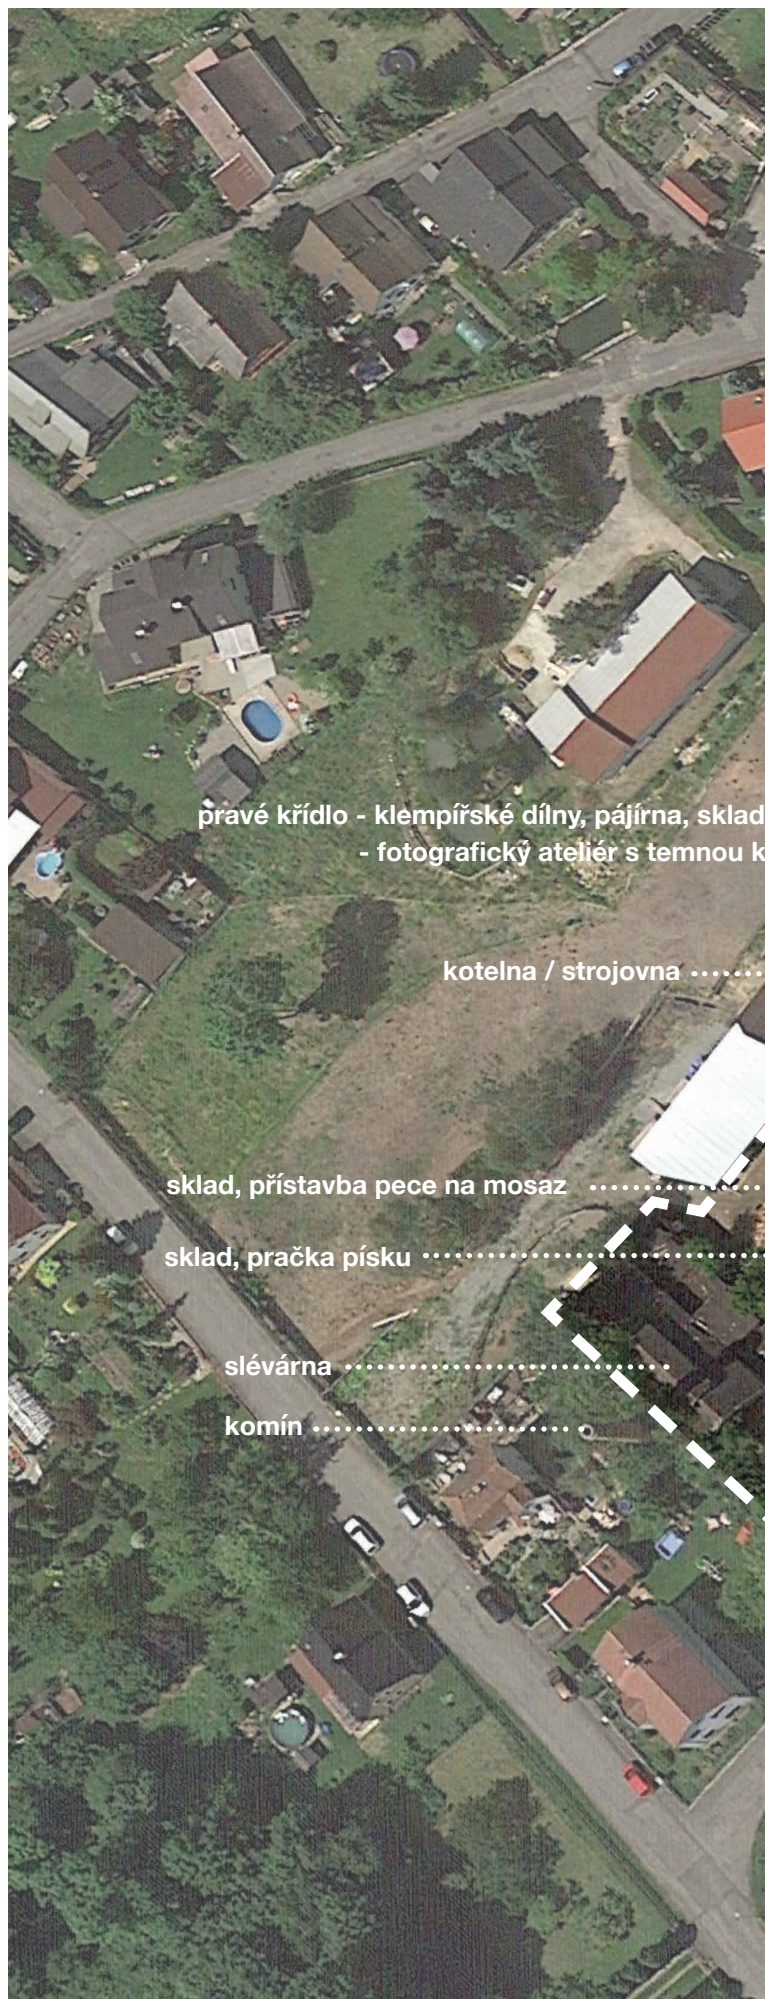 pravé křídlo - klempířské dílny, pájírna, sklad
- fotografický ateliér s temnou k
kotelna / strojovna
sklad, přístavba pece na mosaz
sklad, pračka písku
slévárna
komín